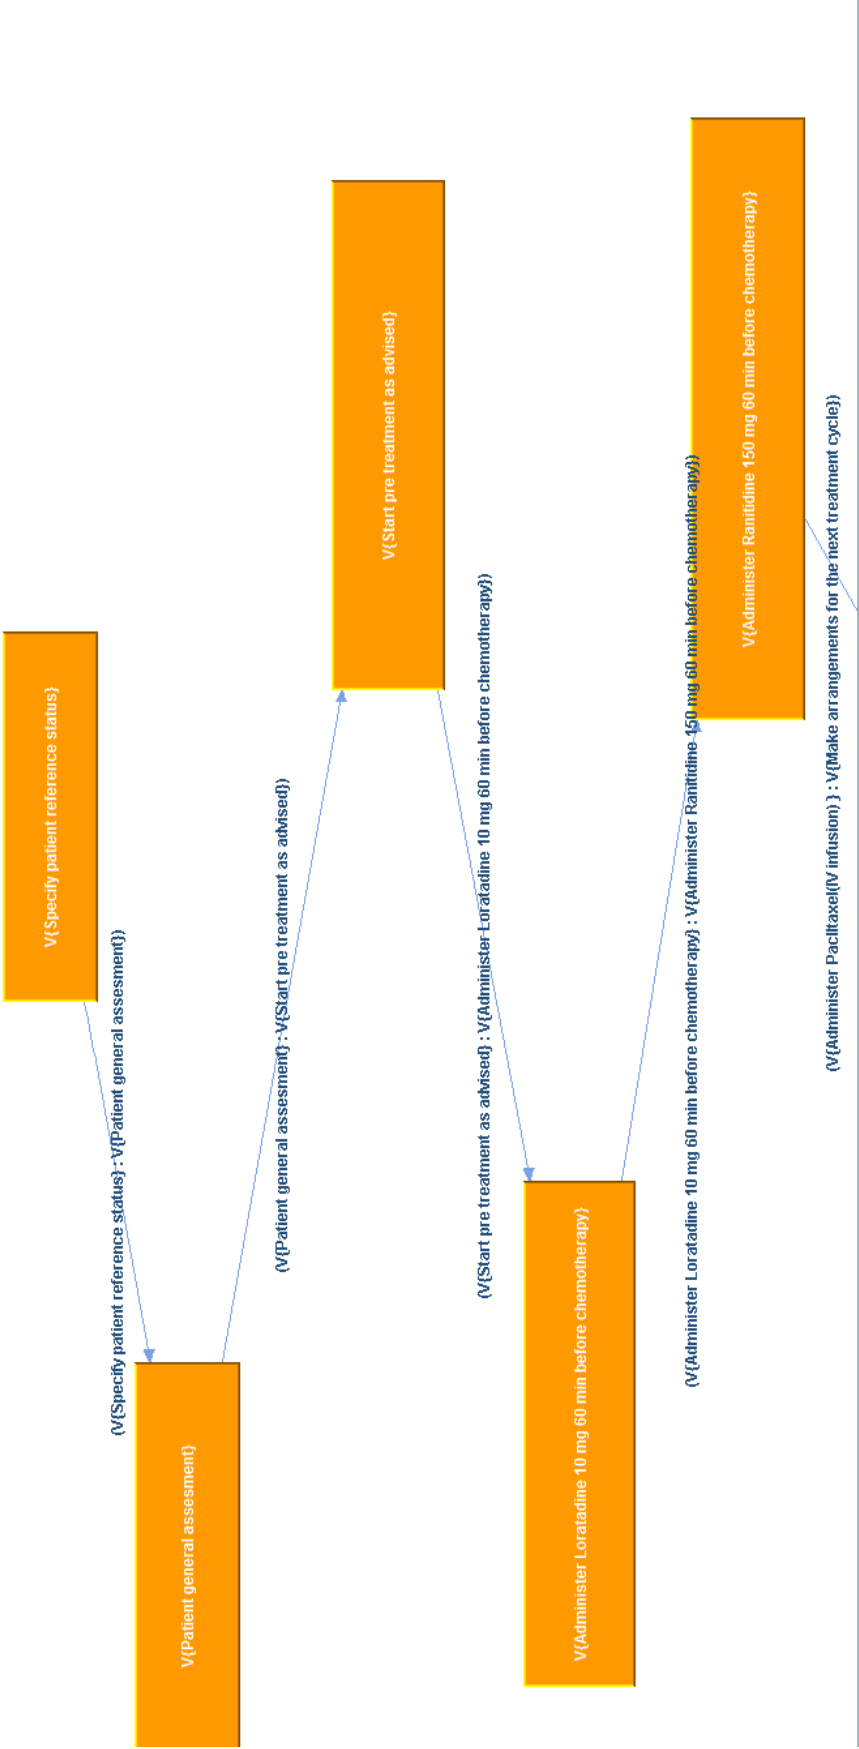 V{Specify patient reference status}
(V{Specify patient reference status} : V{Patient general assesment})
V{Patient general assesment}
(V{Patient general assesment} : V{Start pre treatment as advised})
V{Start pre treatment as advised}
(V{Start pre treatment as advised} : V{Administer Loratadine 10 mg 60 min before chemotherapy})
V{Administer Loratadine 10 mg 60 min before chemotherapy}
(V{Administer Loratadine 10 mg 60 min before chemotherapy} : V{Administer Ranitidine 150 mg 60 min before chemotherapy})
V{Administer Ranitidine 150 mg 60 min before chemotherapy}
(V{Administer Paclitaxel(IV infusion) } : V{Make arrangements for the next treatment cycle})